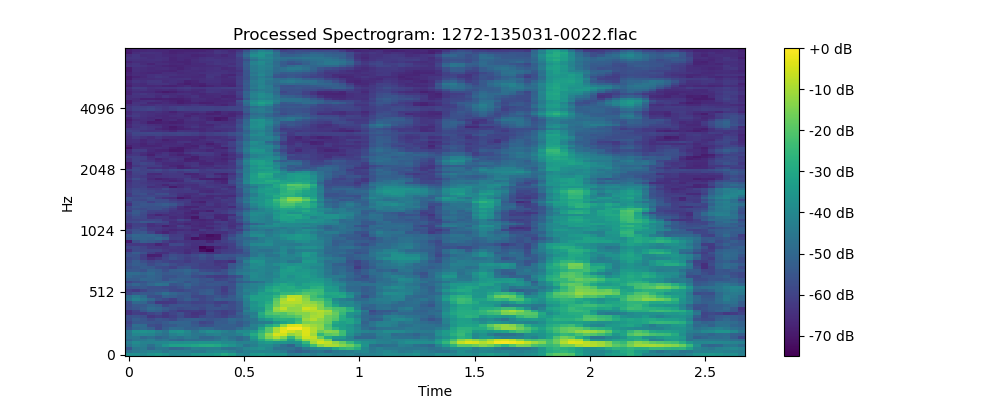 Processed Spectrogram: 1272-135031-0022.flac
Hz
4096
2048
1024
512
0
0
0.5
1
1.5
2
2.5
Time
+0 dB
-10 dB
-20 dB
-30 dB
-40 dB
-50 dB
-60 dB
-70 dB